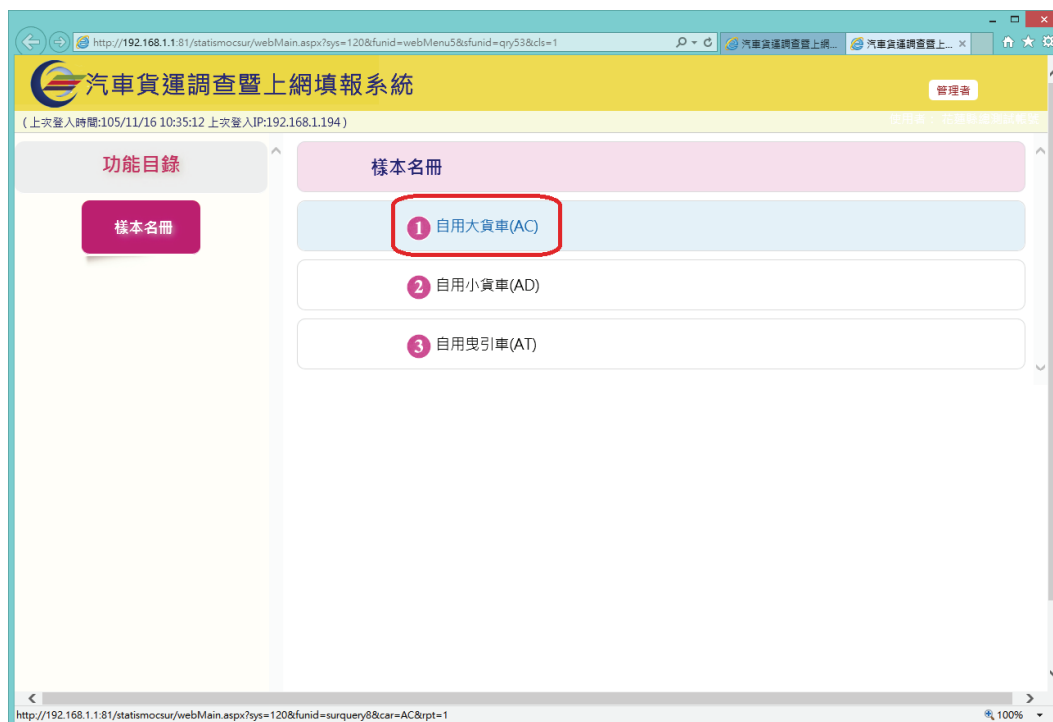 http://192.168.1.1:81/statismocsur/webMain.aspx?sys=120&funid=webMenu5&sfunid=qry53&cls=1
汽車貨運調查暨上網...
汽車貨運調查暨上...
汽車貨運調查暨上網填報系統
管理者
(上次登入時間:105/11/16 10:35:12 上次登入IP:192.168.1.194)
功能目錄
樣本名冊
樣本名冊
1 自用大貨車(AC)
2 自用小貨車(AD)
3 自用曳引車(AT)
http://192.168.1.1:81/statismocsur/webMain.aspx?sys=120&funid=surquery8&car=AC&rpt=1
100%